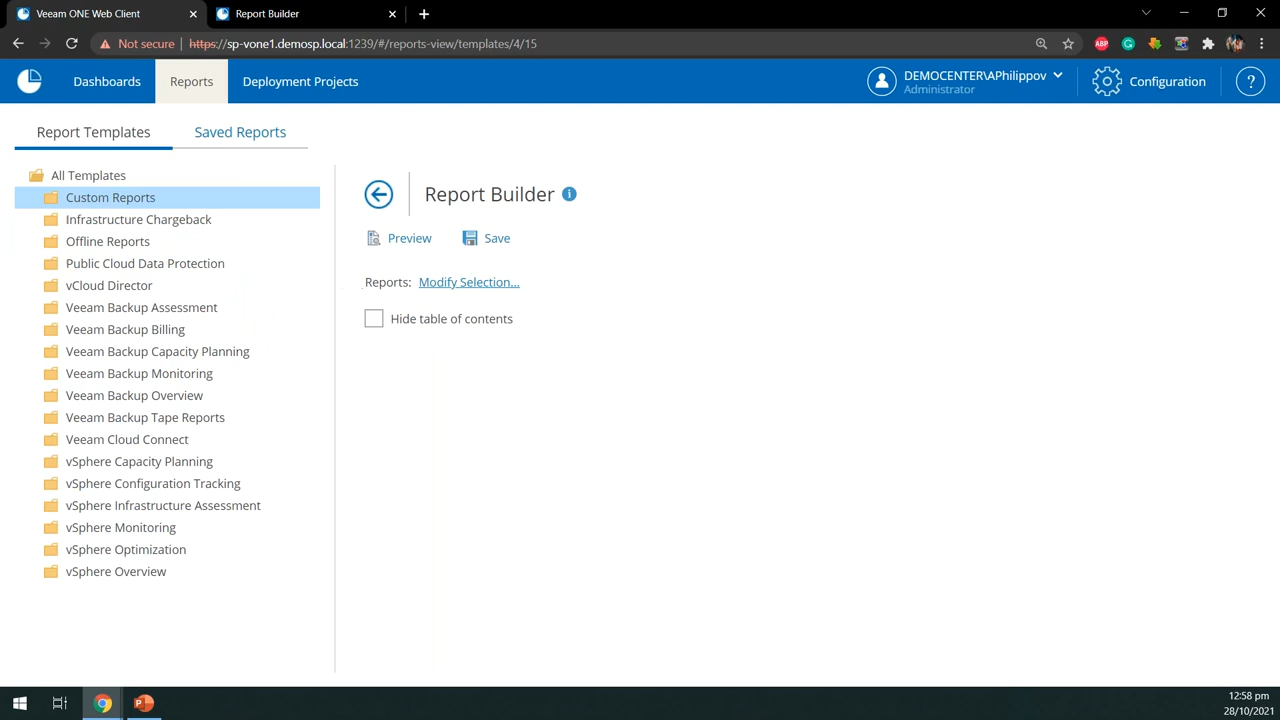 Veeam ONE Web Client
Report Builder
Not secure
https://sp-vone1.demosp.local:1239/#/reports-view/templates/4/15
ABP
Dashboards
Reports
Deployment Projects
DEMOCENTER\APhilippov
Administrator
Configuration
?
Report Templates
Saved Reports
All Templates
Custom Reports
Infrastructure Chargeback
Offline Reports
Public Cloud Data Protection
vCloud Director
Veeam Backup Assessment
Veeam Backup Billing
Veeam Backup Capacity Planning
Veeam Backup Monitoring
Veeam Backup Overview
Veeam Backup Tape Reports
Veeam Cloud Connect
vSphere Capacity Planning
vSphere Configuration Tracking
vSphere Infrastructure Assessment
vSphere Monitoring
vSphere Optimization
vSphere Overview
Report Builder
Preview
Save
Reports: Modify Selection...
Hide table of contents
12:58 pm
28/10/2021